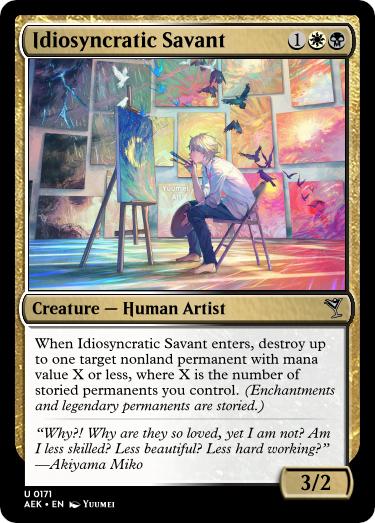 Idiosyncratic Savant
1
Yuumei
Art
Creature — Human Artist
When Idiosyncratic Savant enters, destroy up
to one target nonland permanent with mana
value X or less, where X is the number of
storied permanents you control. (Enchantments
and legendary permanents are storied.)
“Why?! Why are they so loved, yet I am not? Am
I less skilled? Less beautiful? Less hard working?”
—Akiyama Miko
3/2
U 0171
AEK • EN Yuumei